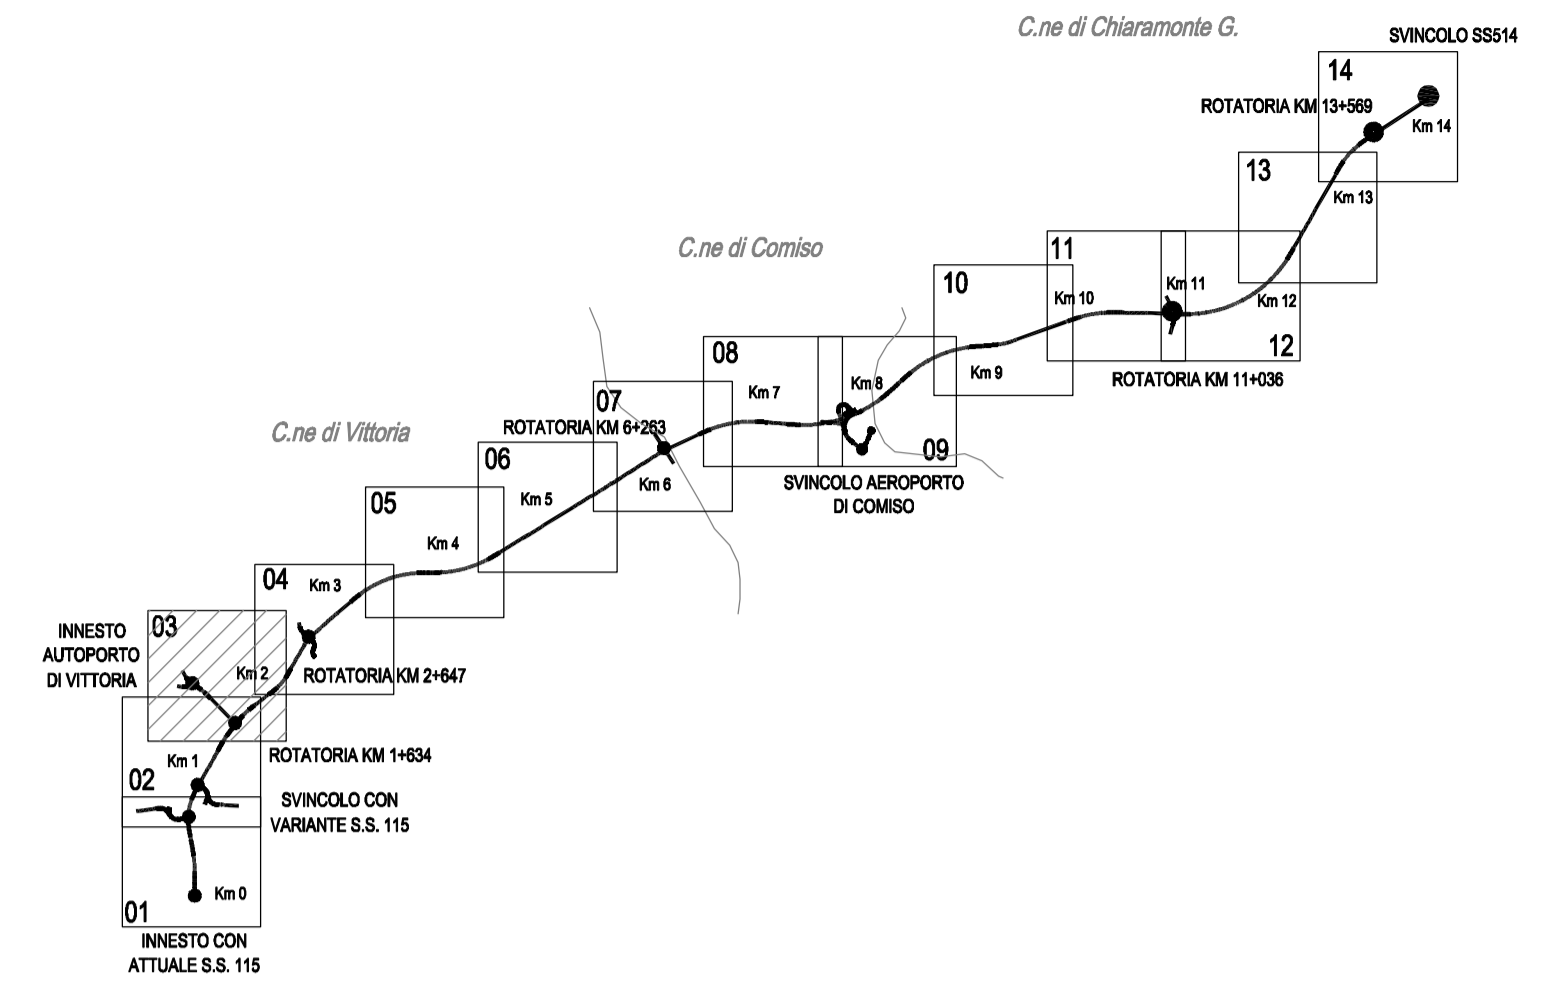 C.ne di Chiaramonte G.
SVINCOLO SS514
14
ROTATORIA KM 13+569
Km 14
13
Km 13
C.ne di Comiso
11
10
Km 11
Km 10
Km 12
12
08
Km 9
ROTATORIA KM 11+036
Km 8
Km 7
07
C.ne di Vittoria
ROTATORIA KM 6+263
09
06
Km 6
SVINCOLO AEROPORTO
DI COMISO
05
Km 5
Km 4
04
Km 3
03
INNESTO
AUTOPORTO
DI VITTORIA
Km 2
ROTATORIA KM 2+647
ROTATORIA KM 1+634
Km 1
02
SVINCOLO CON
VARIANTE S.S. 115
Km 0
01
INNESTO CON
ATTUALE S.S. 115